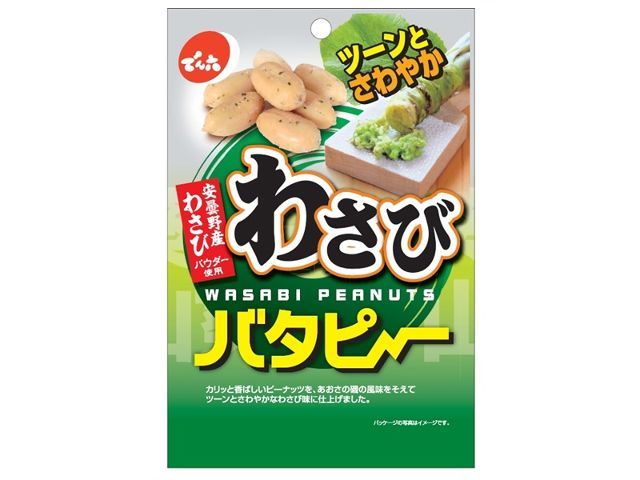 でん六
ツーンと
さわやか
安曇野産
わさび
パウダー
使用
わさび
WASABI PEANUTS
バタピー
カリッと香ばしいピーナッツを、あおさの磯の風味をそえて
ツーンとさわやかなわさび味に仕上げました。
パッケージの写真はイメージです。